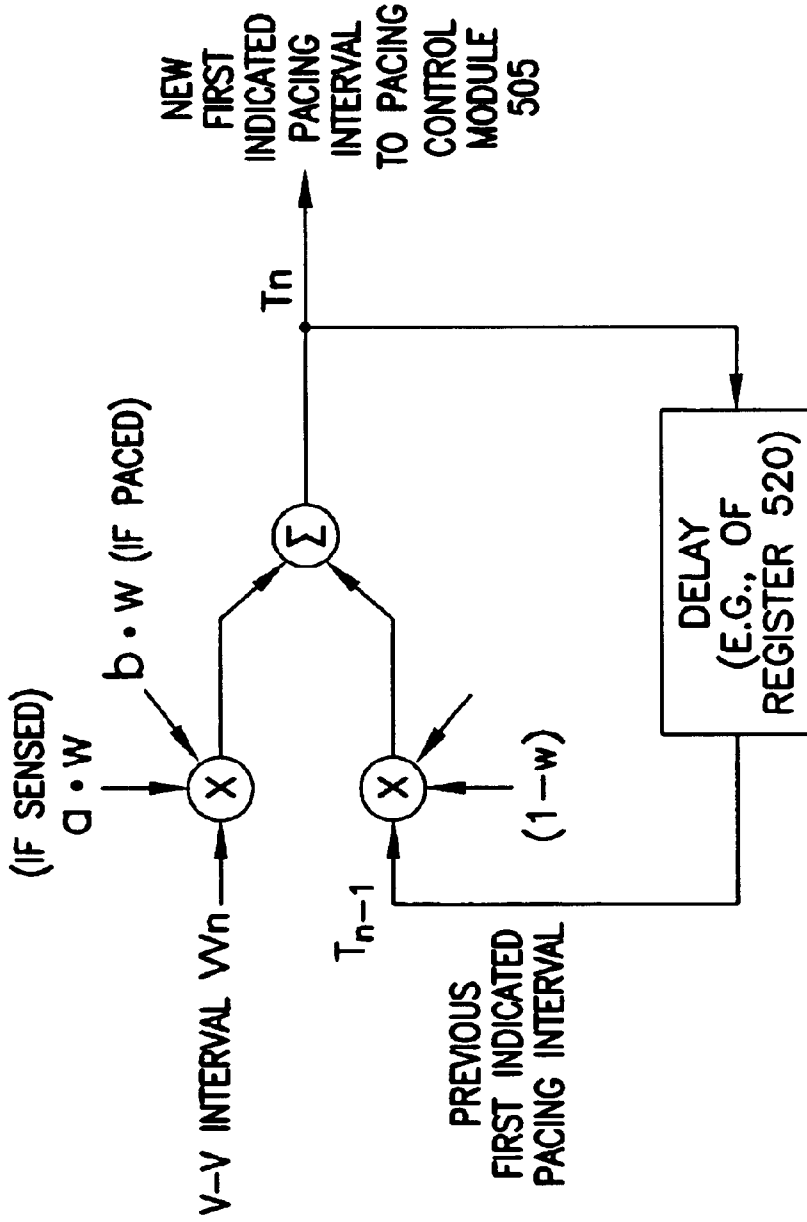 (IF SENSED)
a • w
b • w (IF PACED)
V-V INTERVAL VVn
X
Σ
Tn
NEW
FIRST
INDICATED
PACING
INTERVAL
TO PACING
CONTROL
MODULE
505
Tn-1
X
(1-w)
PREVIOUS
FIRST INDICATED
PACING INTERVAL
DELAY
(E.G., OF
REGISTER 520)